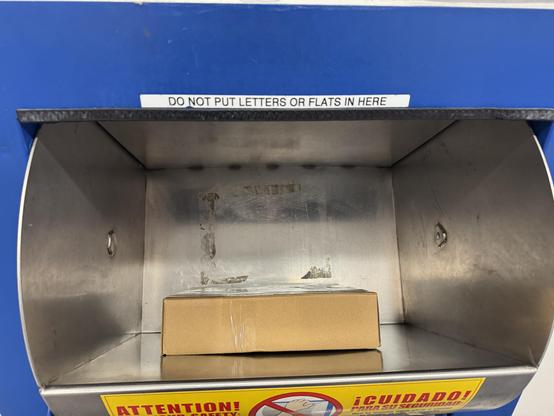 DO NOT PUT LETTERS OR FLATS IN HERE
ATTENTION! ¡CUIDADO!
PARA SU SEGURIDAD